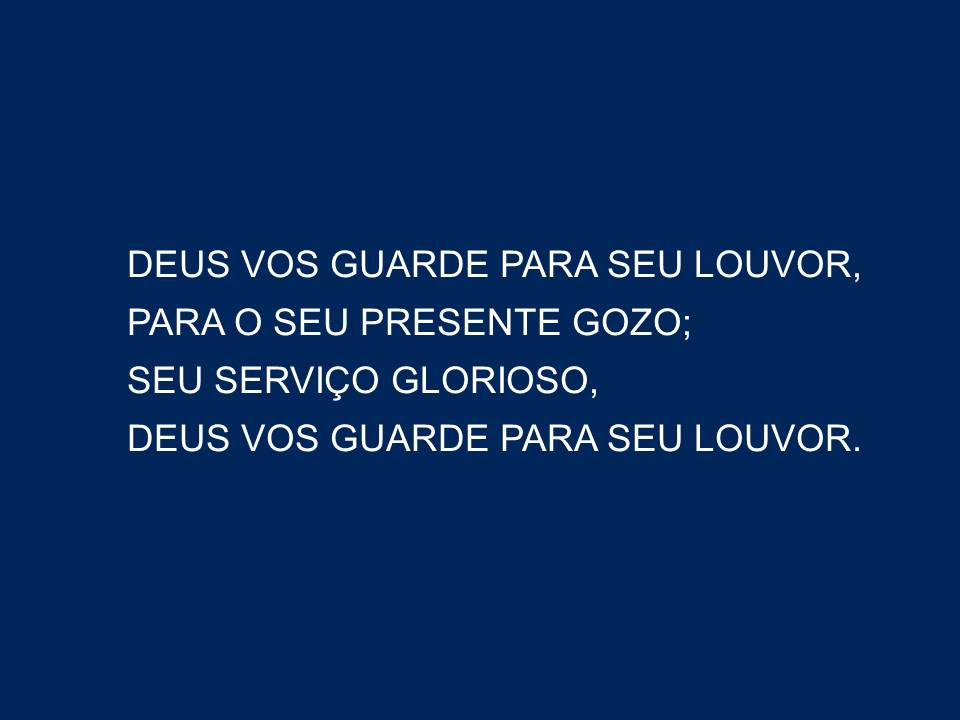 DEUS VOS GUARDE PARA SEU LOUVOR,
PARA O SEU PRESENTE GOZO;
SEU SERVIÇO GLORIOSO,
DEUS VOS GUARDE PARA SEU LOUVOR.